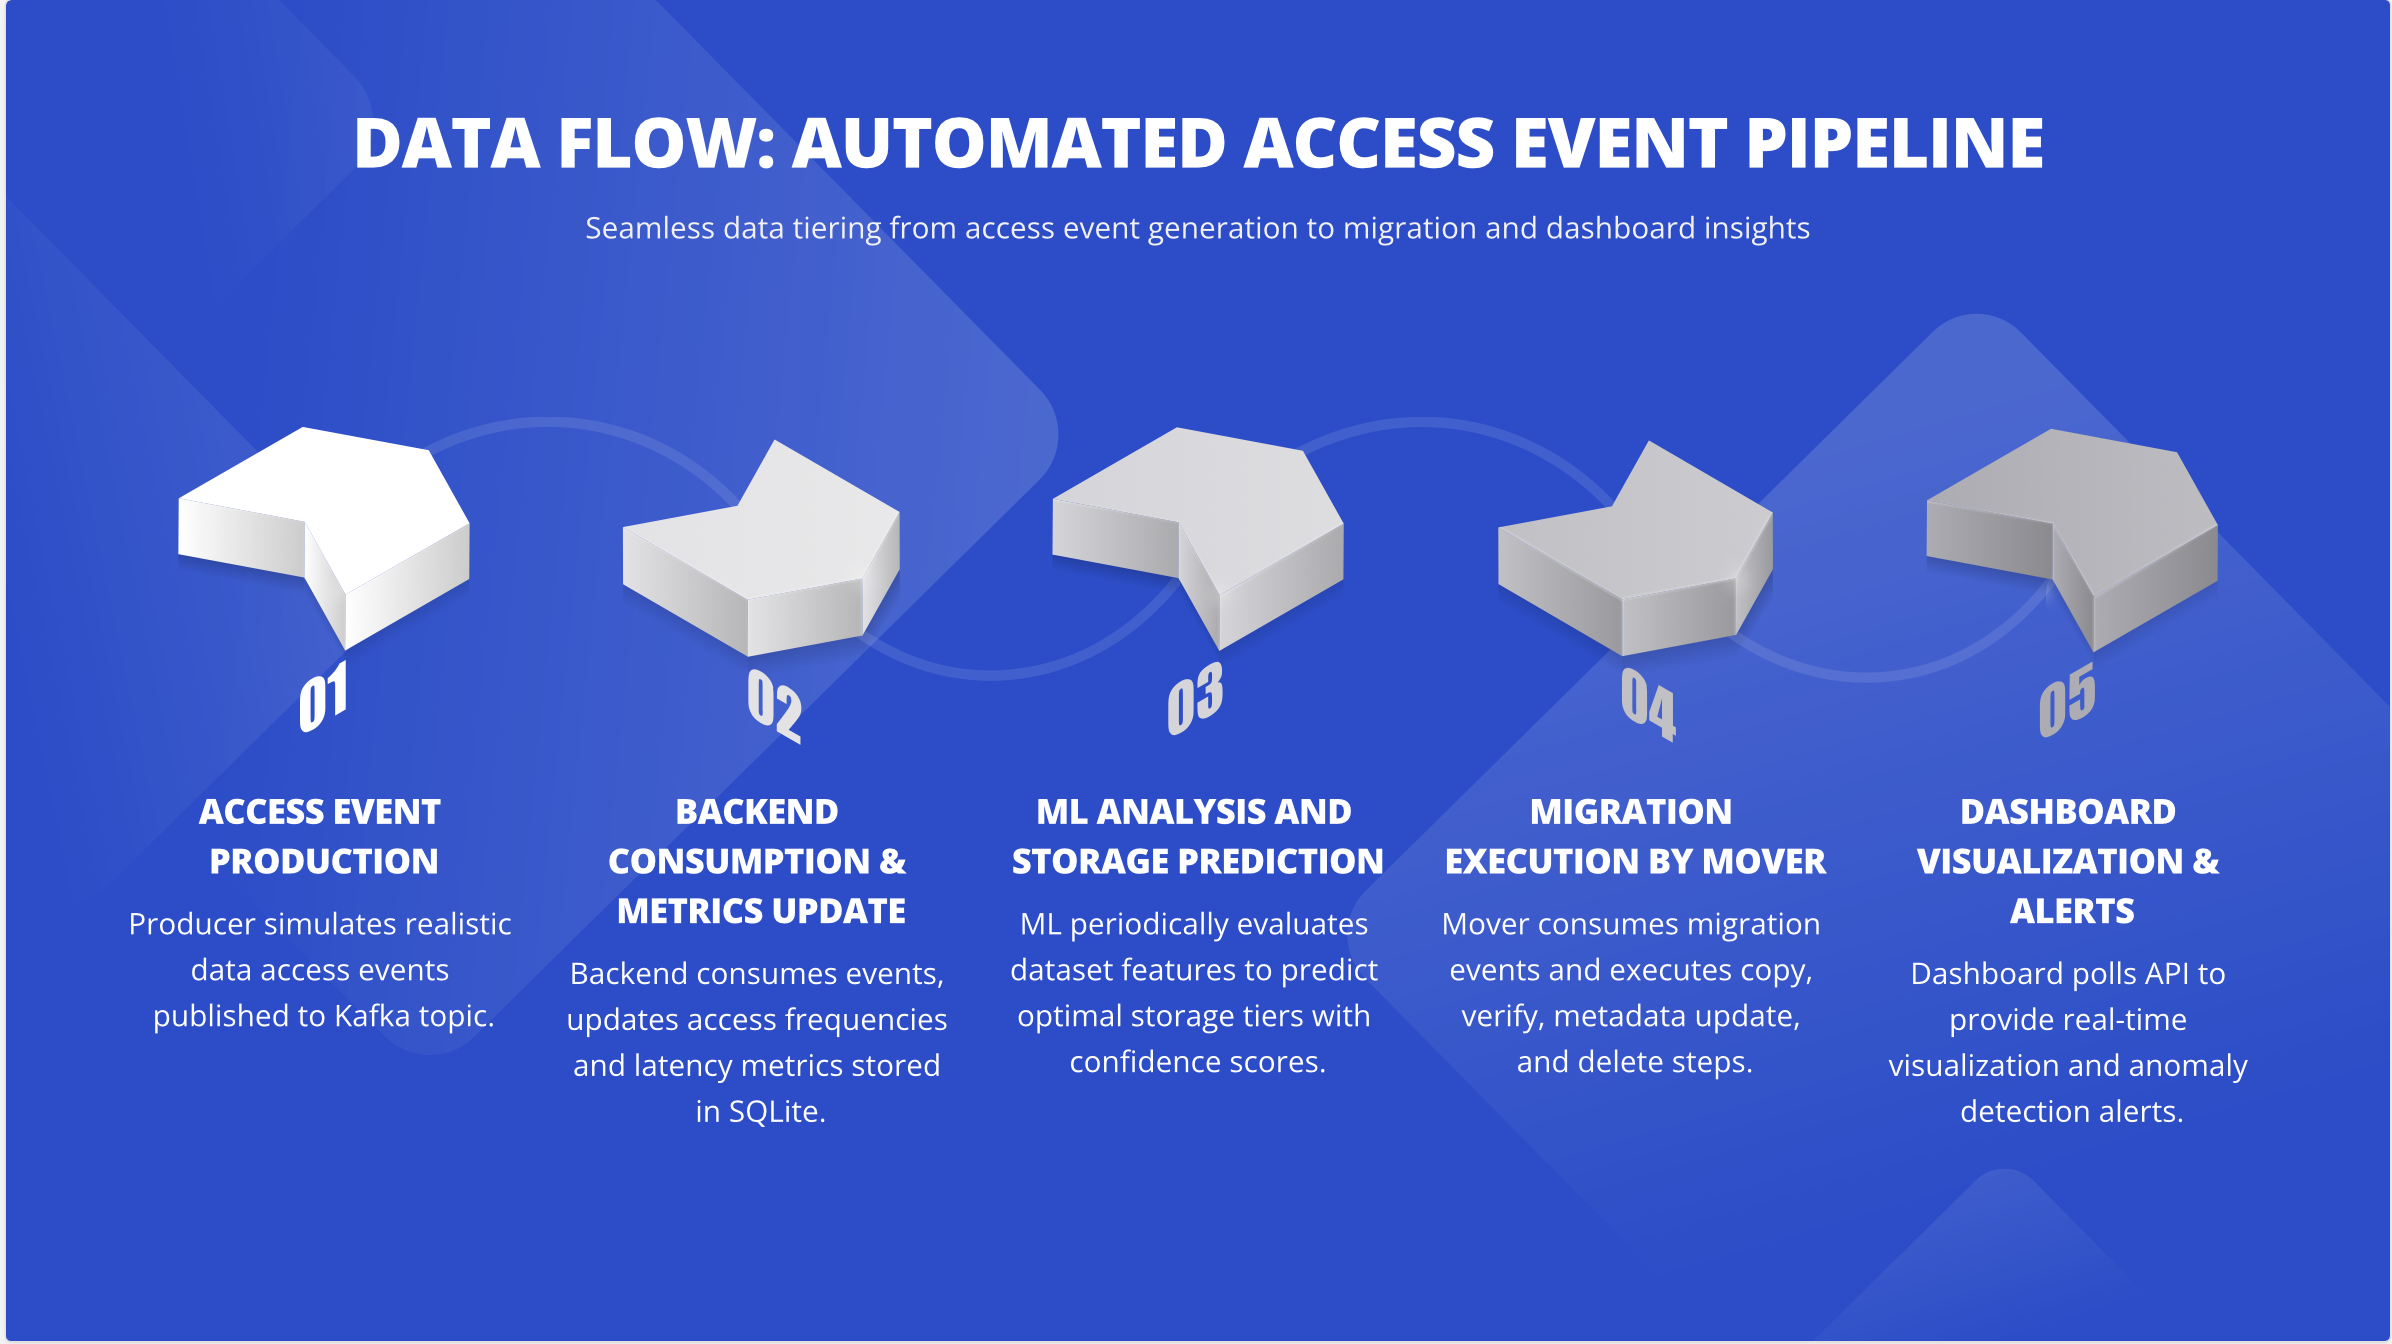 DATA FLOW: AUTOMATED ACCESS EVENT PIPELINE
Seamless data tiering from access event generation to migration and dashboard insights
01
ACCESS EVENT
PRODUCTION
Producer simulates realistic
data access events
published to Kafka topic.
02
BACKEND
CONSUMPTION &
METRICS UPDATE
Backend consumes events,
updates access frequencies
and latency metrics stored
in SQLite.
03
ML ANALYSIS AND
STORAGE PREDICTION
ML periodically evaluates
dataset features to predict
optimal storage tiers with
confidence scores.
04
MIGRATION
EXECUTION BY MOVER
Mover consumes migration
events and executes copy,
verify, metadata update,
and delete steps.
05
DASHBOARD
VISUALIZATION &
ALERTS
Dashboard polls API to
provide real-time
visualization and anomaly
detection alerts.